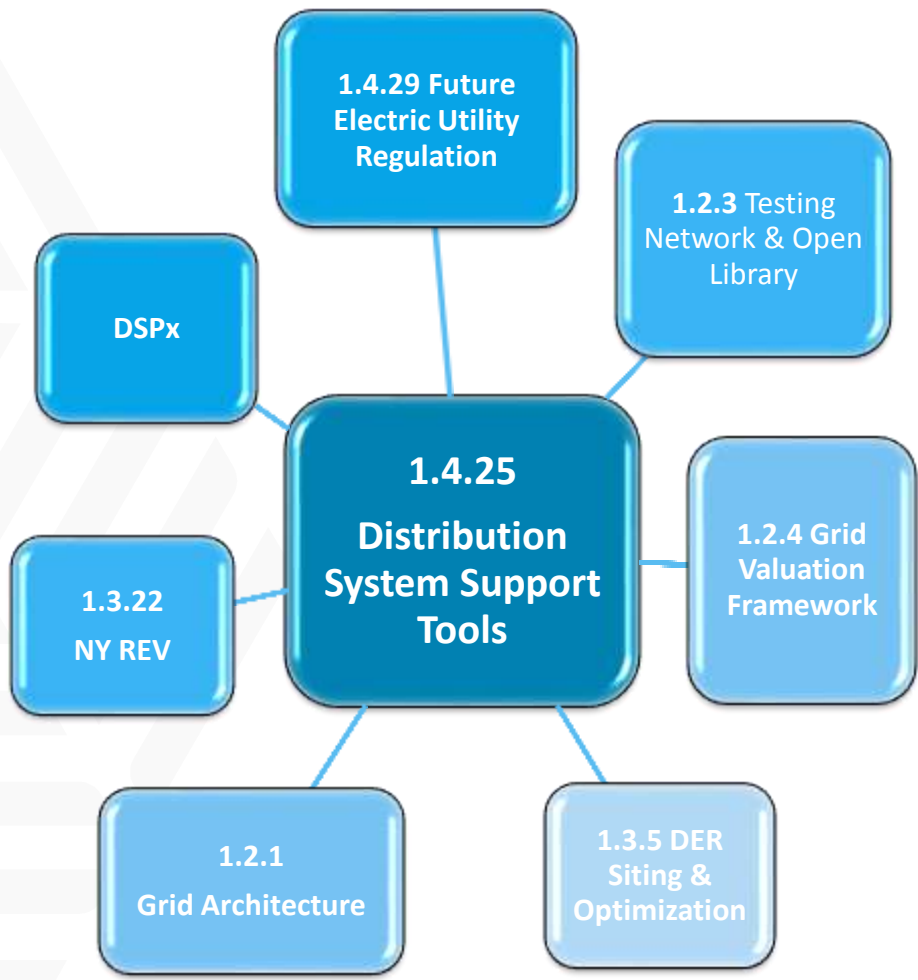 1.4.29 Future
Electric Utility
Regulation
1.2.3 Testing
Network & Open
Library
DSPx
1.4.25
Distribution
System Support
Tools
1.2.4 Grid
Valuation
Framework
1.3.22
NY REV
1.2.1
Grid Architecture
1.3.5 DER
Siting &
Optimization